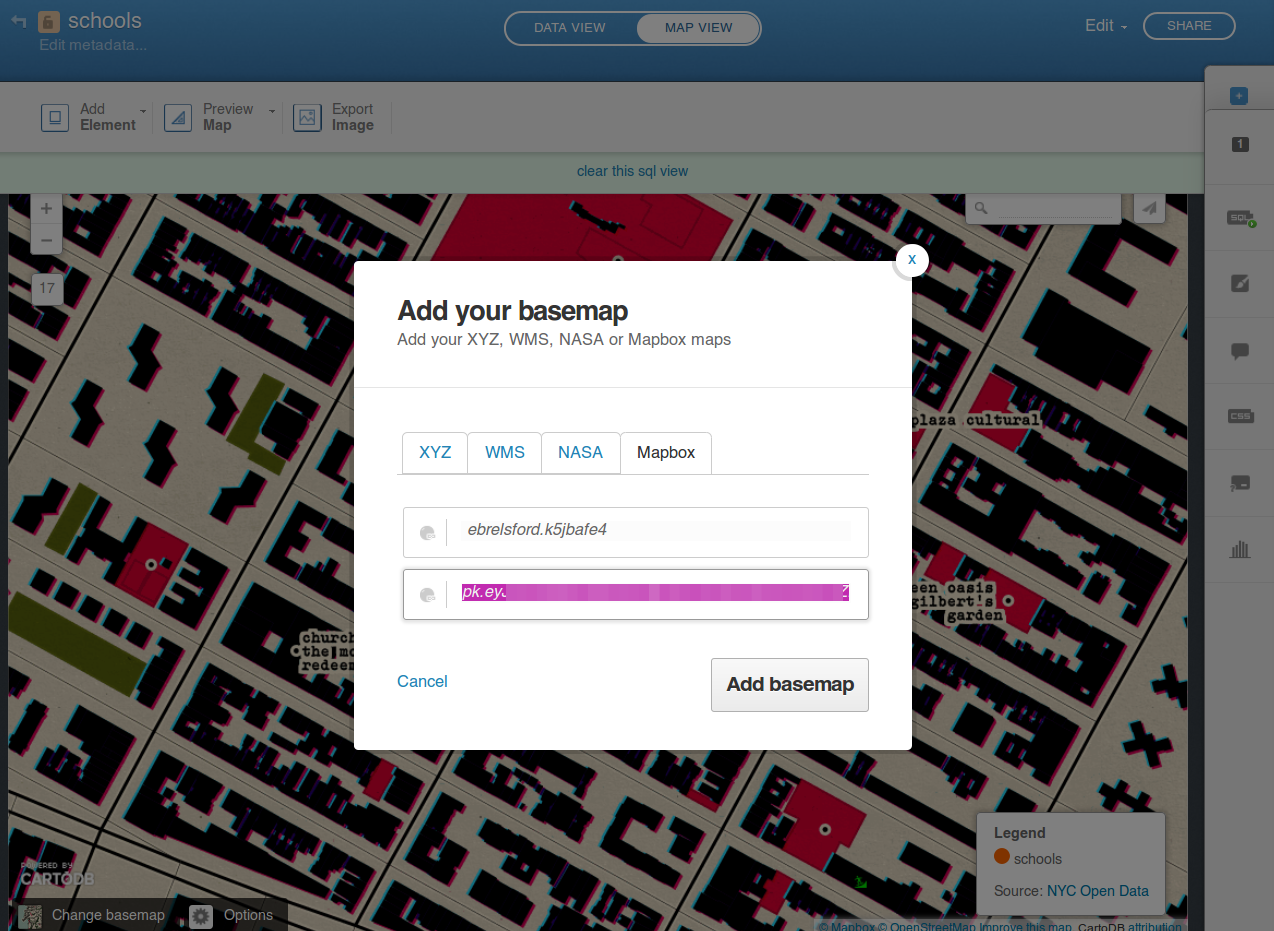 schools
Edit metadata...
DATA VIEW
MAP VIEW
Edit
SHARE
Add
Element
Preview
Map
Export
Image
clear this sql view
+
−
17
1
SQL
CSS
x
Add your basemap
Add your XYZ, WMS, NASA or Mapbox maps
XYZ
WMS
NASA
Mapbox
ebrelsford.k5jbafe4
pk.ey
Cancel
Add basemap
plaza cultural
een oasis
gilbert's
garden
church
the mo
redeem
Legend
schools
Source: NYC Open Data
POWERED BY
CARTODB
Change basemap
Options
© Mapbox © OpenStreetMap Improve this map, CartoDB attribution